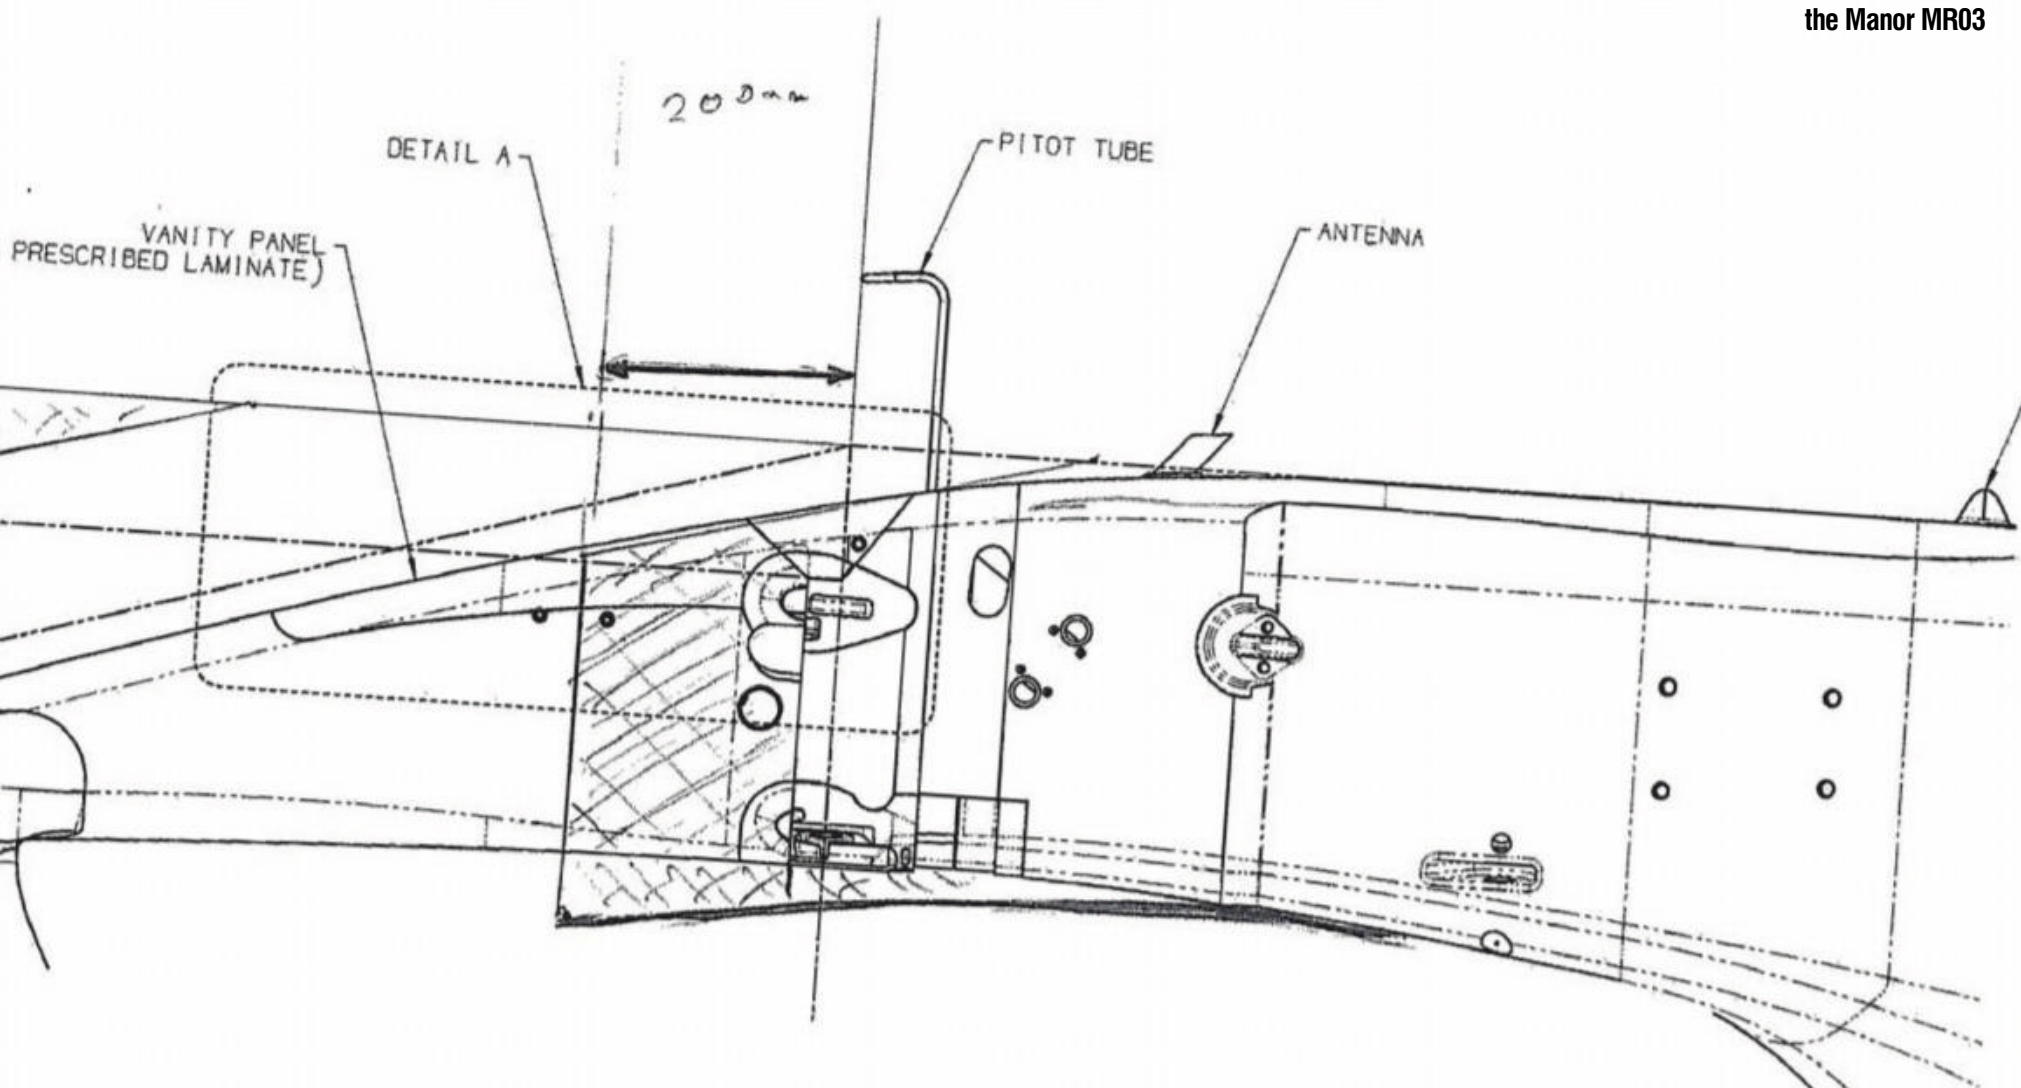 the Manor MR03
200mm
DETAIL A
PITOT TUBE
VANITY PANEL
PRESCRIBED LAMINATE)
ANTENNA